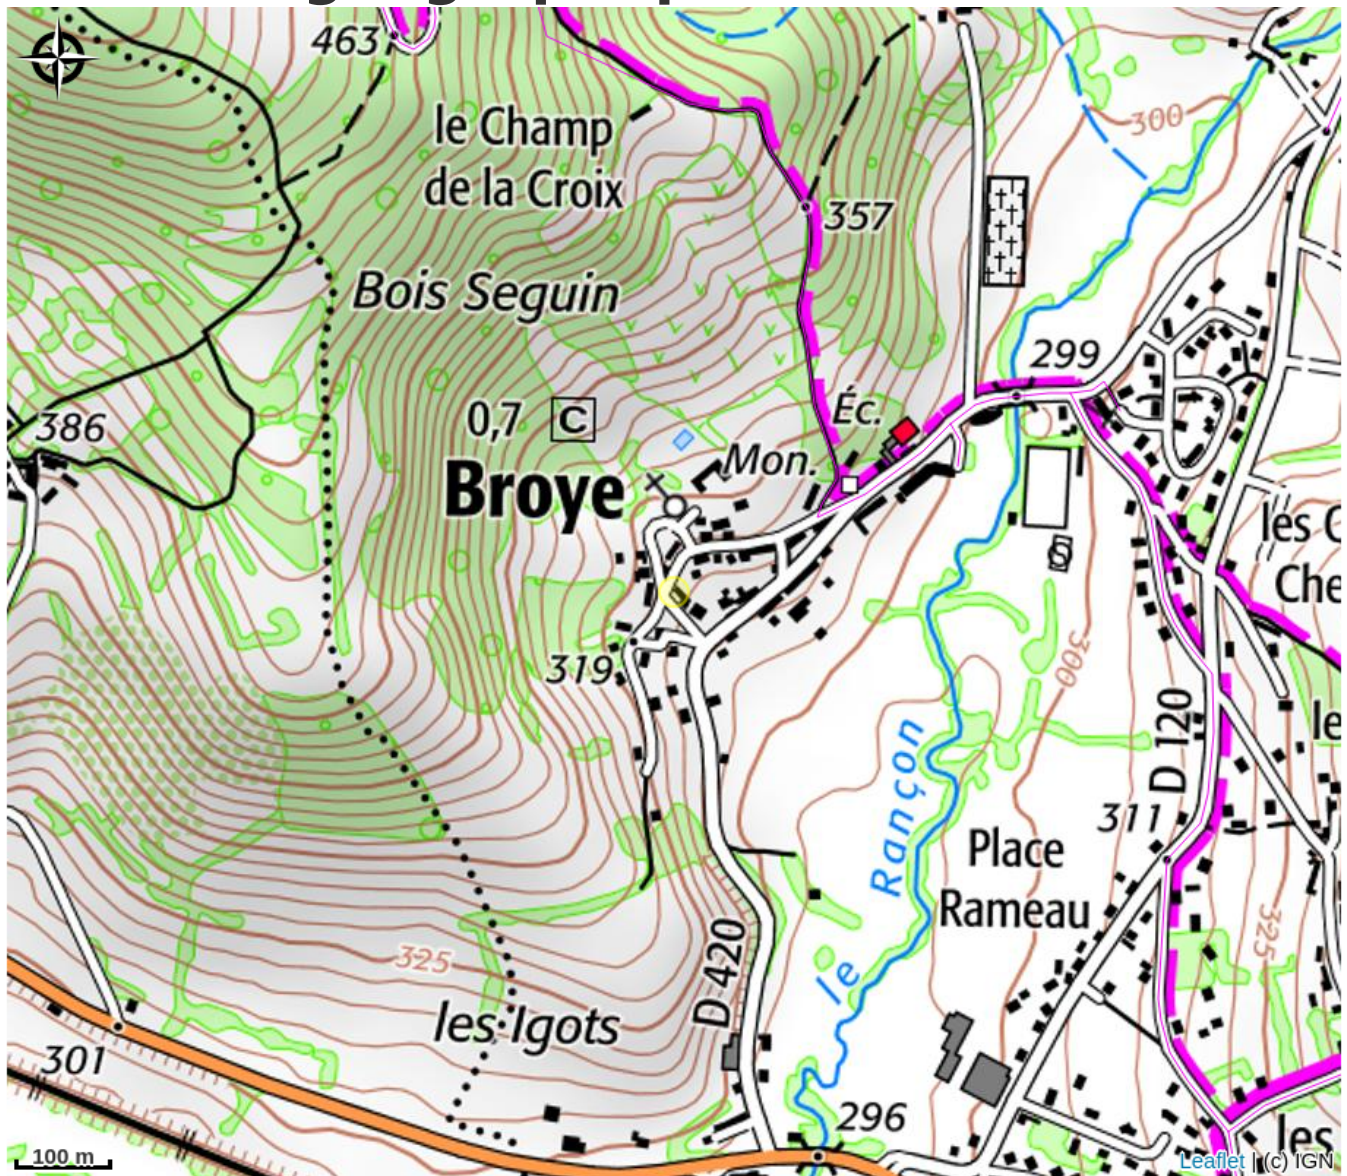 463
le Champ
de la Croix
300
357
Bois Seguin
299
386
0,7 C
Éc.
Broye
Mon.
les C
Che
319
300
le
D 120
Rançon
311
Place
Rameau
325
325
D 420
le
les Igots
301
296
les
100 m
Leaflet | (c) IGN